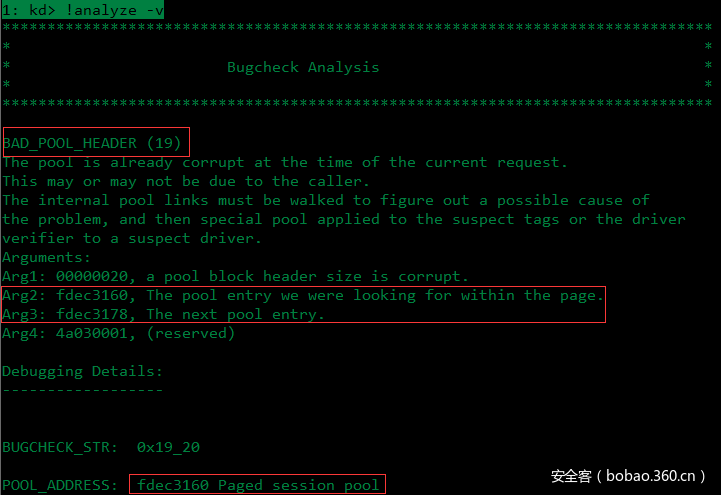 1: kd> !analyze -v
*******************************************************************************
*                                                                             *
*                        Bugcheck Analysis                                    *
*                                                                             *
*******************************************************************************
BAD_POOL_HEADER (19)
The pool is already corrupt at the time of the current request.
This may or may not be due to the caller.
The internal pool links must be walked to figure out a possible cause of
the problem, and then special pool applied to the suspect tags or the driver
verifier to a suspect driver.
Arguments:
Arg1: 00000020, a pool block header size is corrupt.
Arg2: fdec3160, The pool entry we were looking for within the page.
Arg3: fdec3178, The next pool entry.
Arg4: 4a030001, (reserved)
Debugging Details:
------------------
BUGCHECK_STR:  0x19_20
POOL_ADDRESS:  fdec3160 Paged session pool
安全客（bobao.360.cn）